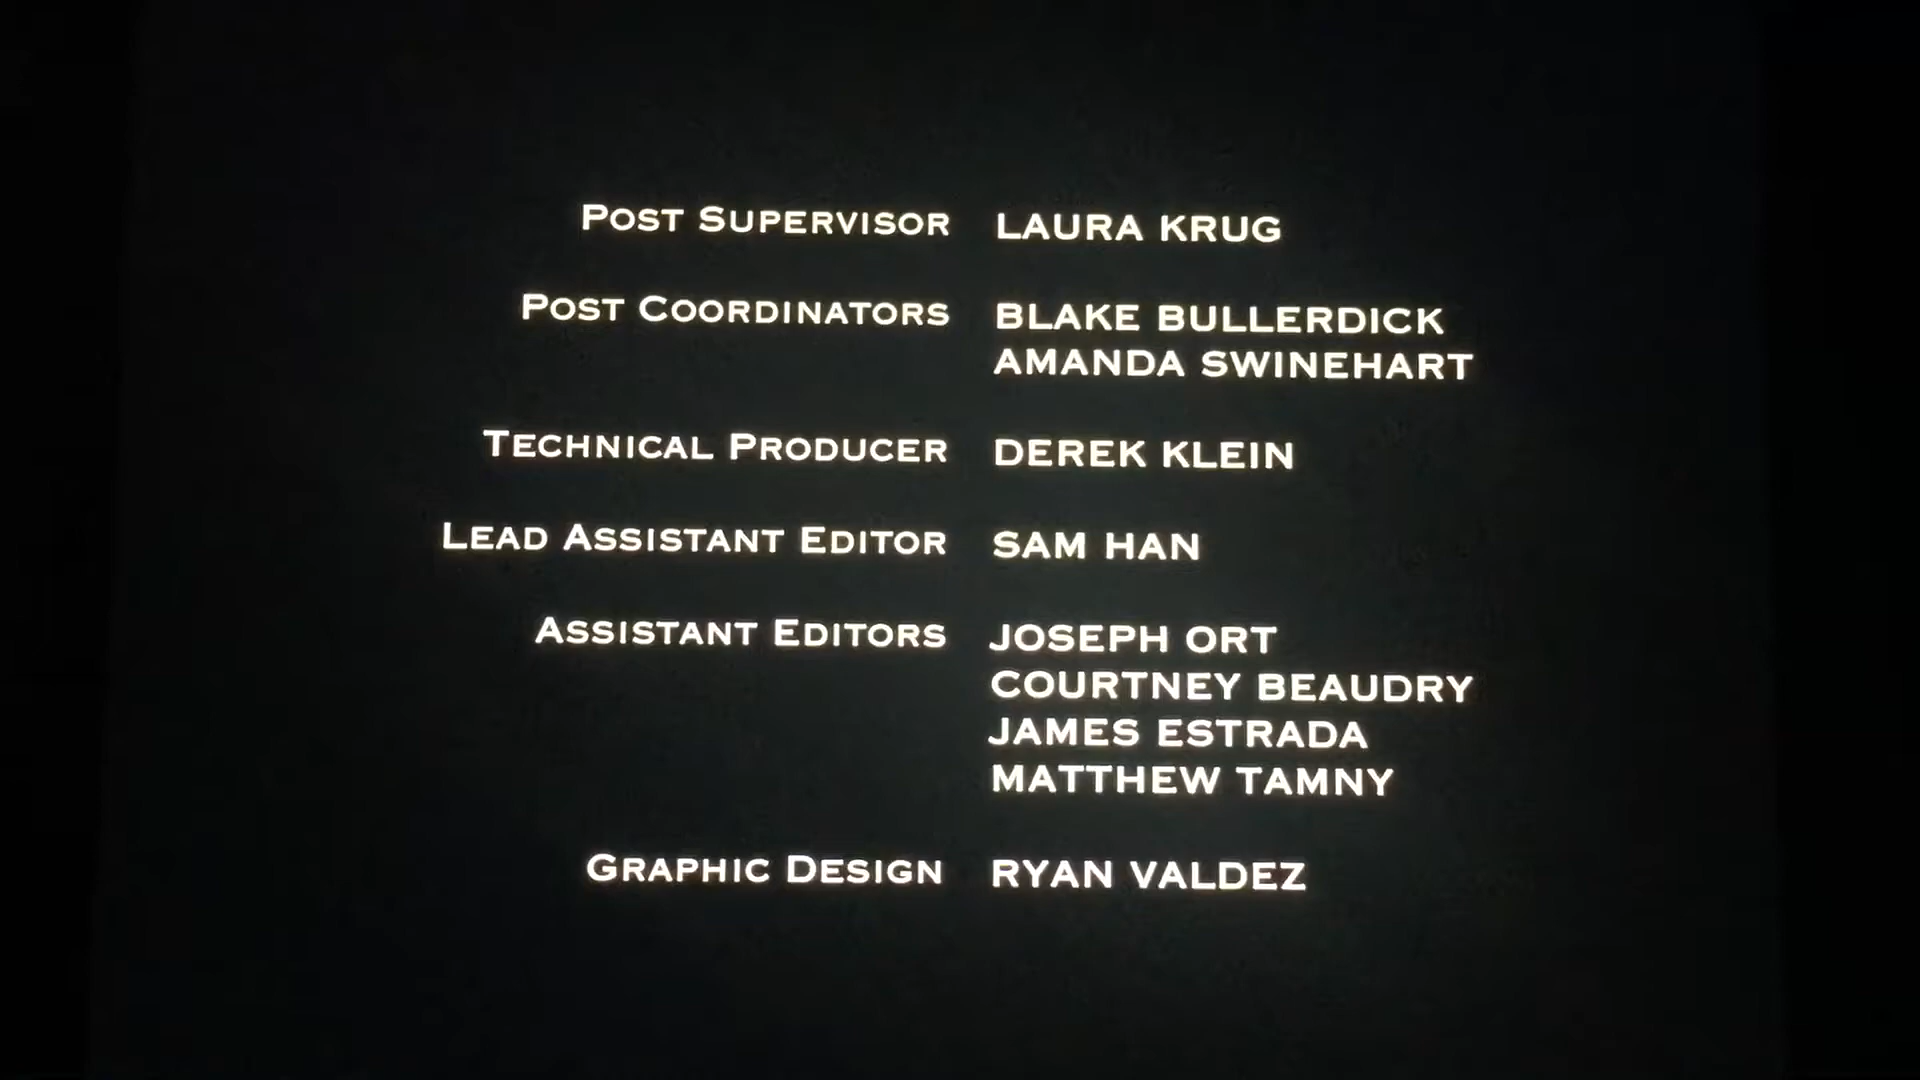 POST SUPERVISOR LAURA KRUG
POST COORDINATORS BLAKE BULLERDICK
AMANDA SWINEHART
TECHNICAL PRODUCER DEREK KLEIN
LEAD ASSISTANT EDITOR SAM HAN
ASSISTANT EDITORS JOSEPH ORT
COURTNEY BEAUDRY
JAMES ESTRADA
MATTHEW TAMNY
GRAPHIC DESIGN RYAN VALDEZ